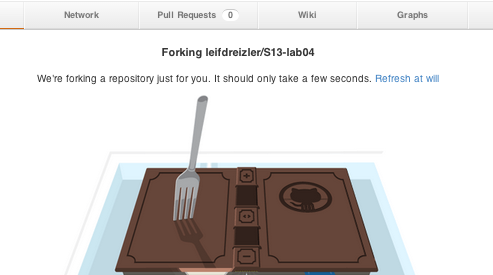 Network Pull Requests 0 Wiki Graphs
Forking leifdreizler/S13-lab04
We're forking a repository just for you. It should only take a few seconds. Refresh at will